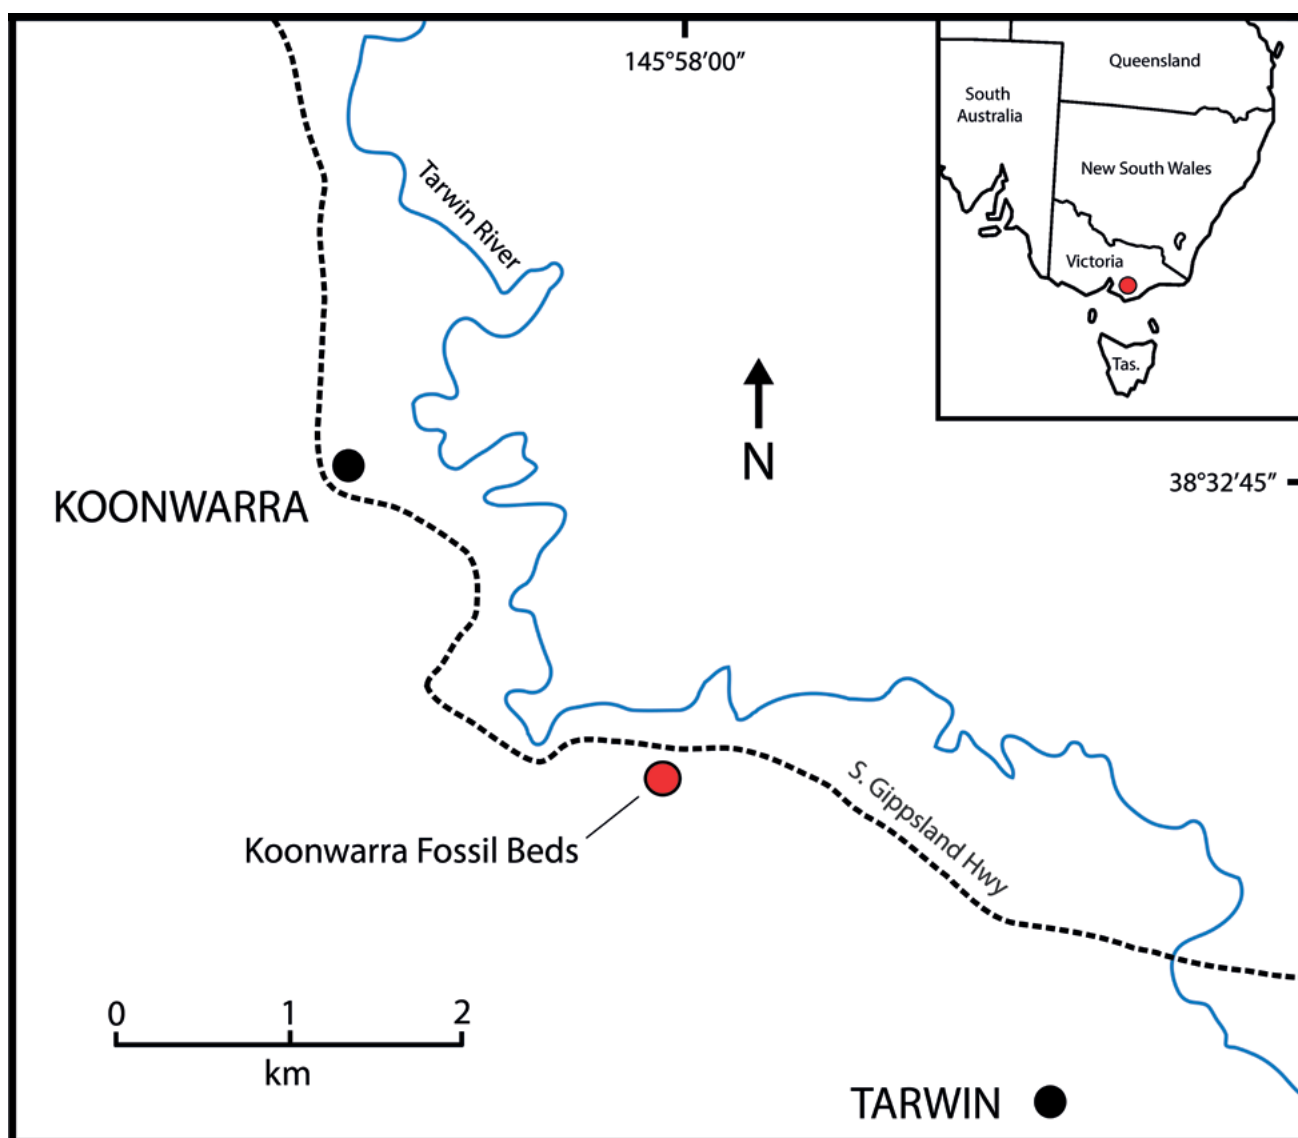 145°58′00″
Queensland
South
Australia
New South Wales
Tarwin River
Victoria
Tas.
N
38°32′45″
KOONWARRA
S. Gippsland Hwy
Koonwarra Fossil Beds
0 1 2
km
TARWIN